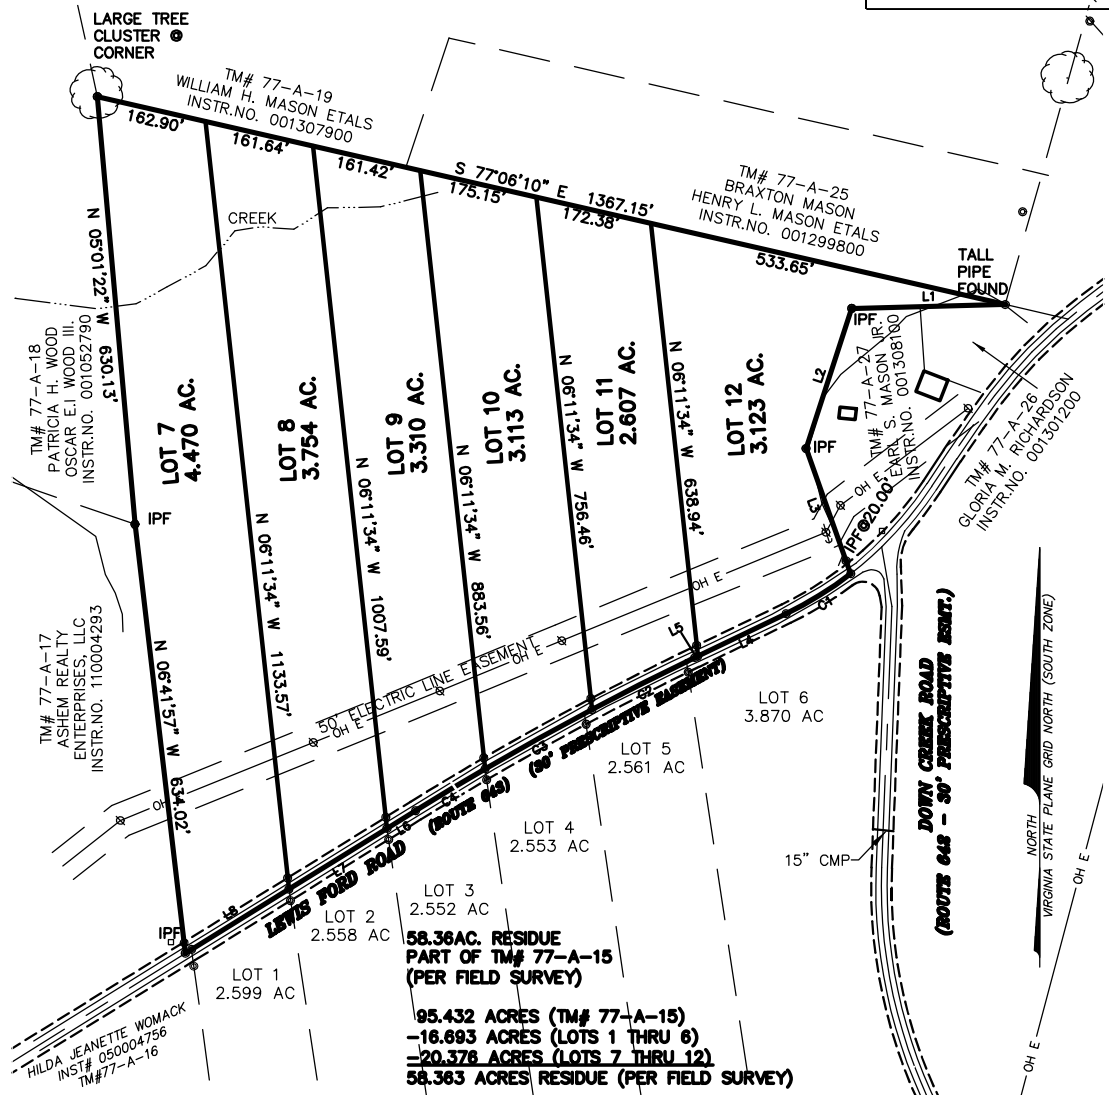 LARGE TREE
CLUSTER @
CORNER
TM# 77-A-19
WILLIAM H. MASON ETALS
INSTR.NO. 001307900
162.90'
161.64'
161.42'
S 77°06'10" E 1367.15'
175.15'
172.38'
533.65'
TM# 77-A-25
BRAXTON MASON
HENRY L. MASON ETALS
INSTR.NO. 001299800
TALL
PIPE
FOUND
CREEK
L1
IPF
L2
IPF
L3
IPF@20.00'
TM# 77-A-27
EARL S. MASON JR.
INSTR.NO. 001308100
TM# 77-A-26
GLORIA M. RICHARDSON
INSTR.NO. 001301200
N 05°01'22" W 630.13'
TM# 77-A-18
PATRICIA H. WOOD
OSCAR E.I WOOD III.
INSTR.NO. 001052790
LOT 7
4.470 AC.
LOT 8
3.754 AC.
LOT 9
3.310 AC.
LOT 10
3.113 AC.
LOT 11
2.607 AC.
LOT 12
3.123 AC.
N 06°11'34" W 1133.57'
N 06°11'34" W 1007.59'
N 06°11'34" W 883.56'
N 06°11'34" W 756.46'
N 06°11'34" W 638.94'
IPF
N 06°41'57" W 634.02'
TM# 77-A-17
ASHEM REALTY
ENTERPRISES, LLC
INSTR.NO. 110004293
50' ELECTRIC LINE EASEMENT
OH E
OH E
OH E
OH E
OH E
L5
L4
C1
C2
C3
C4
L6
L7
L8
IPF
LEWIS FORD ROAD
(ROUTE 643)
(30' PRESCRIPTIVE EASEMENT)
DOWN CREEK ROAD
(ROUTE 642 - 30' PRESCRIPTIVE ESMT.)
NORTH
VIRGINIA STATE PLANE GRID NORTH (SOUTH ZONE)
OH E
OH E
15" CMP
LOT 6
3.870 AC
LOT 5
2.561 AC
LOT 4
2.553 AC
LOT 3
2.552 AC
LOT 2
2.558 AC
LOT 1
2.599 AC
HILDA JEANETTE WOMACK
INST# 050004756
TM#77-A-16
58.36AC. RESIDUE
PART OF TM# 77-A-15
(PER FIELD SURVEY)
95.432 ACRES (TM# 77-A-15)
-16.693 ACRES (LOTS 1 THRU 6)
-20.376 ACRES (LOTS 7 THRU 12)
58.363 ACRES RESIDUE (PER FIELD SURVEY)